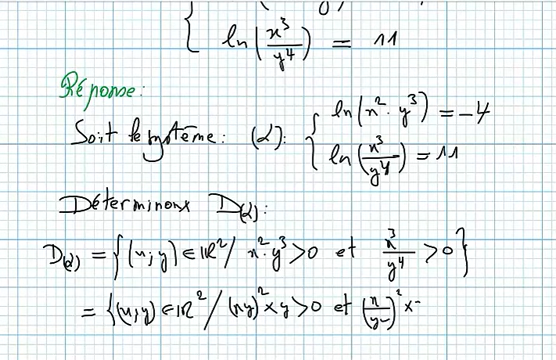 ln(x³/y⁴) = 11
Réponse:
Soit le système: (α): { ln(x²·y³) = -4
ln(x³/y⁴) = 11
Déterminons D(α):
D(α) = {(x;y) ∈ ℝ² / x²·y³ > 0 et x³/y⁴ > 0}
= {(x;y) ∈ ℝ² / (xy)² × y > 0 et (x/y²)² ×